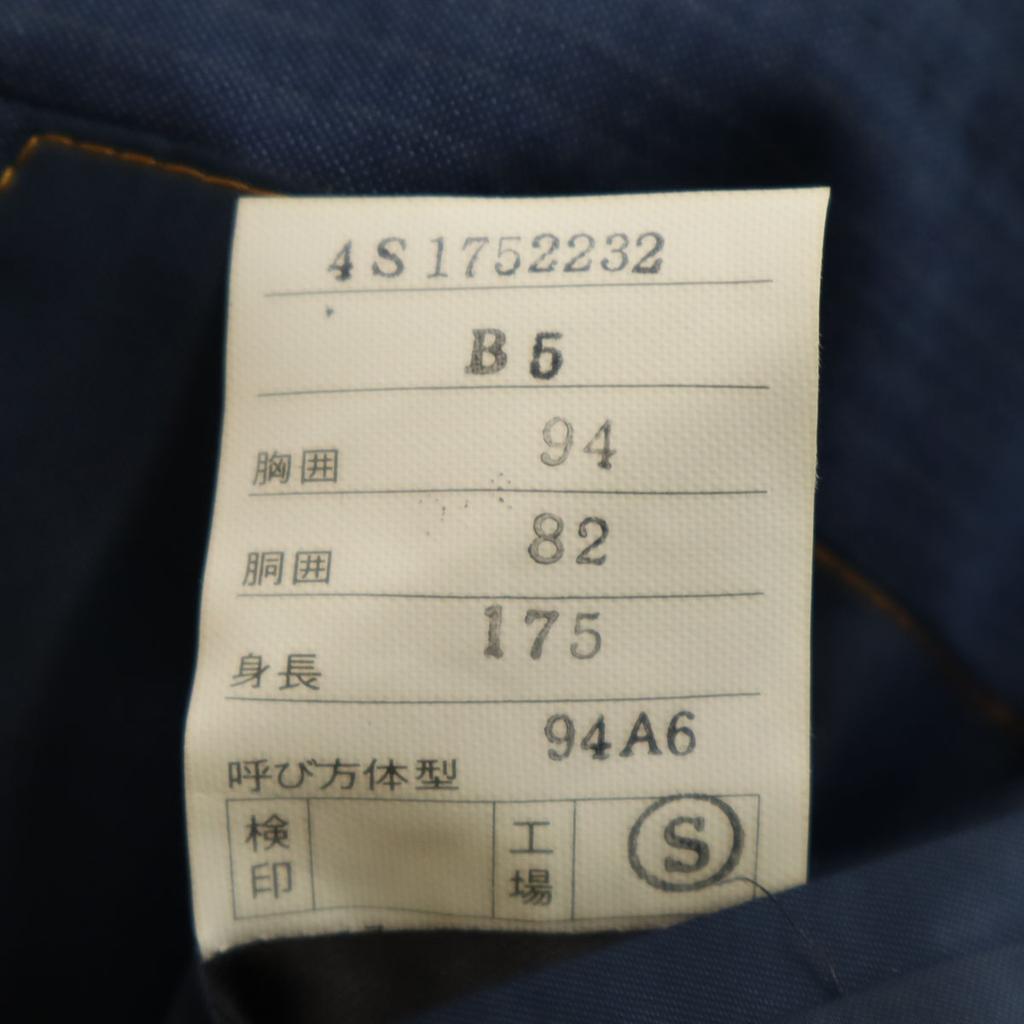 4S1752232
B5
胸囲 94
胴囲 82
身長 175
呼び方体型 94A6
検印 工場 S